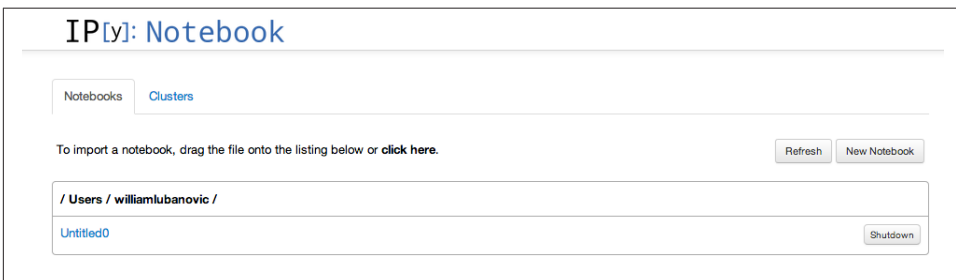 IP[y]: Notebook
Notebooks Clusters
To import a notebook, drag the file onto the listing below or click here. Refresh New Notebook
/ Users / williamlubanovic /
Untitled0 Shutdown